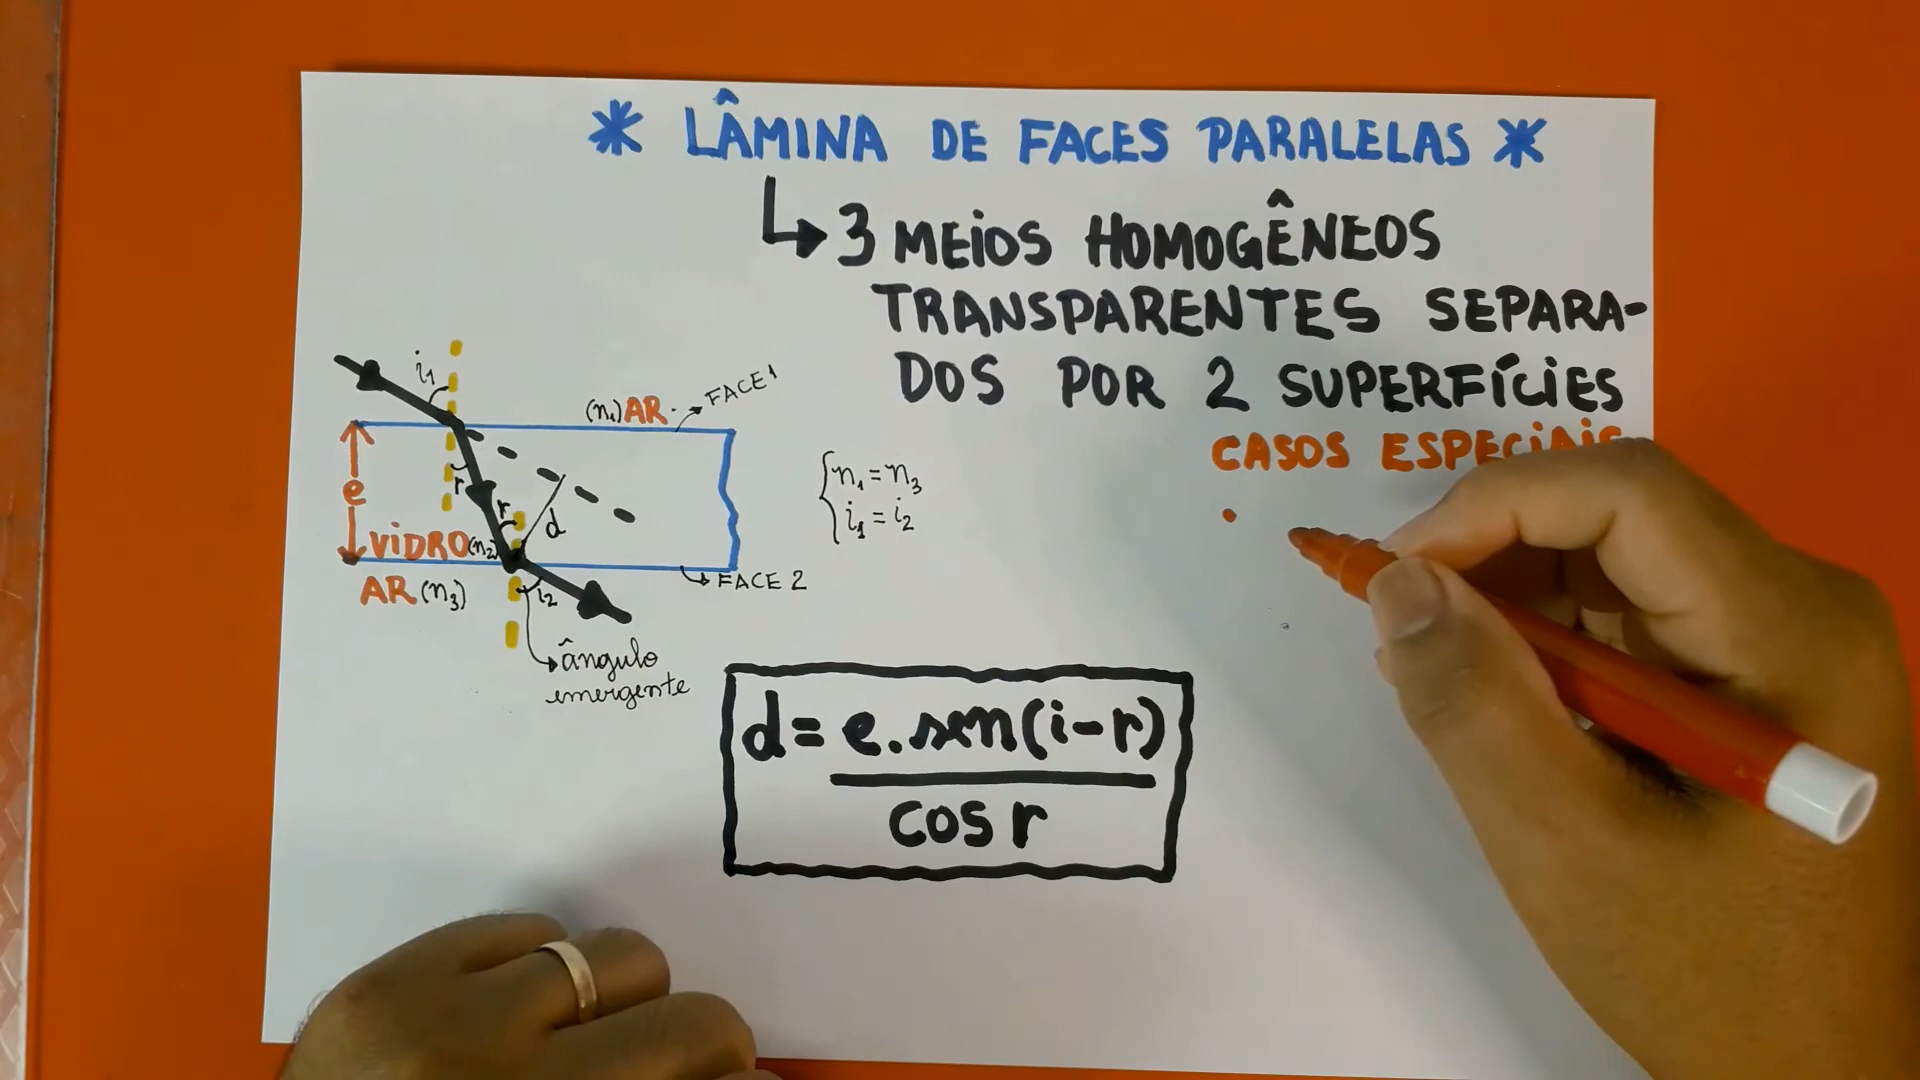 * LÂMINA DE FACES PARALELAS *
↳ 3 MEIOS HOMOGÊNEOS
TRANSPARENTES SEPARA-
DOS POR 2 SUPERFÍCIES
CASOS ESPECIAIS
i₁
(n₁) AR
FACE 1
e
r
r
d
VIDRO (n₂)
AR (n₃)
i₂
FACE 2
ângulo
emergente
n₁ = n₃
i₁ = i₂
d = e.sen(i-r)
cos r